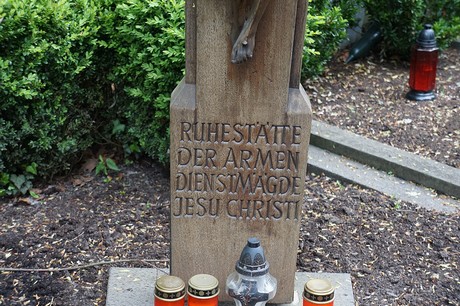 RUHESTÄTTE
DER ARMEN
DIENSTMÄGDE
JESU CHRISTI